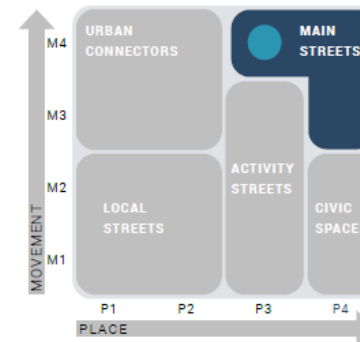 URBAN
CONNECTORS
MAIN
STREETS
M4
M3
M2
M1
ACTIVITY
STREETS
LOCAL
STREETS
CIVIC
SPACE
MOVEMENT
P1
P2
P3
P4
PLACE